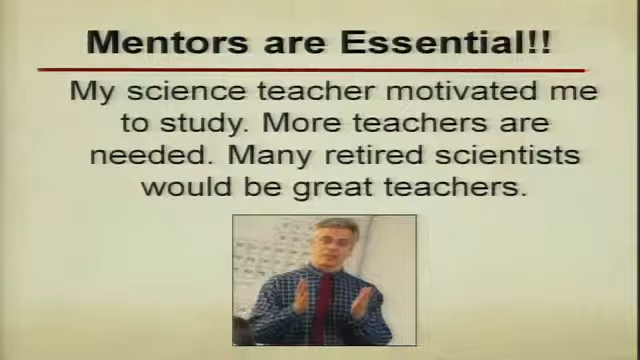 Mentors are Essential!!
My science teacher motivated me
to study. More teachers are
needed. Many retired scientists
would be great teachers.